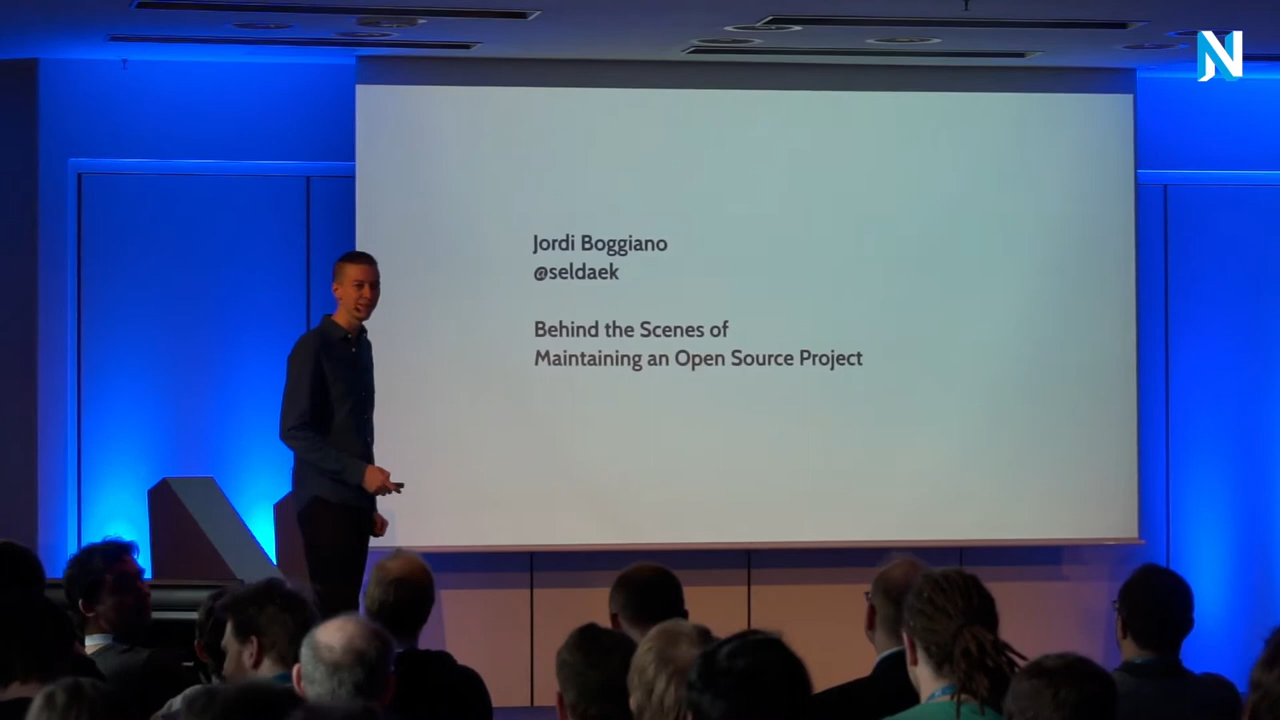 Jordi Boggiano
@seldaek
Behind the Scenes of
Maintaining an Open Source Project
N